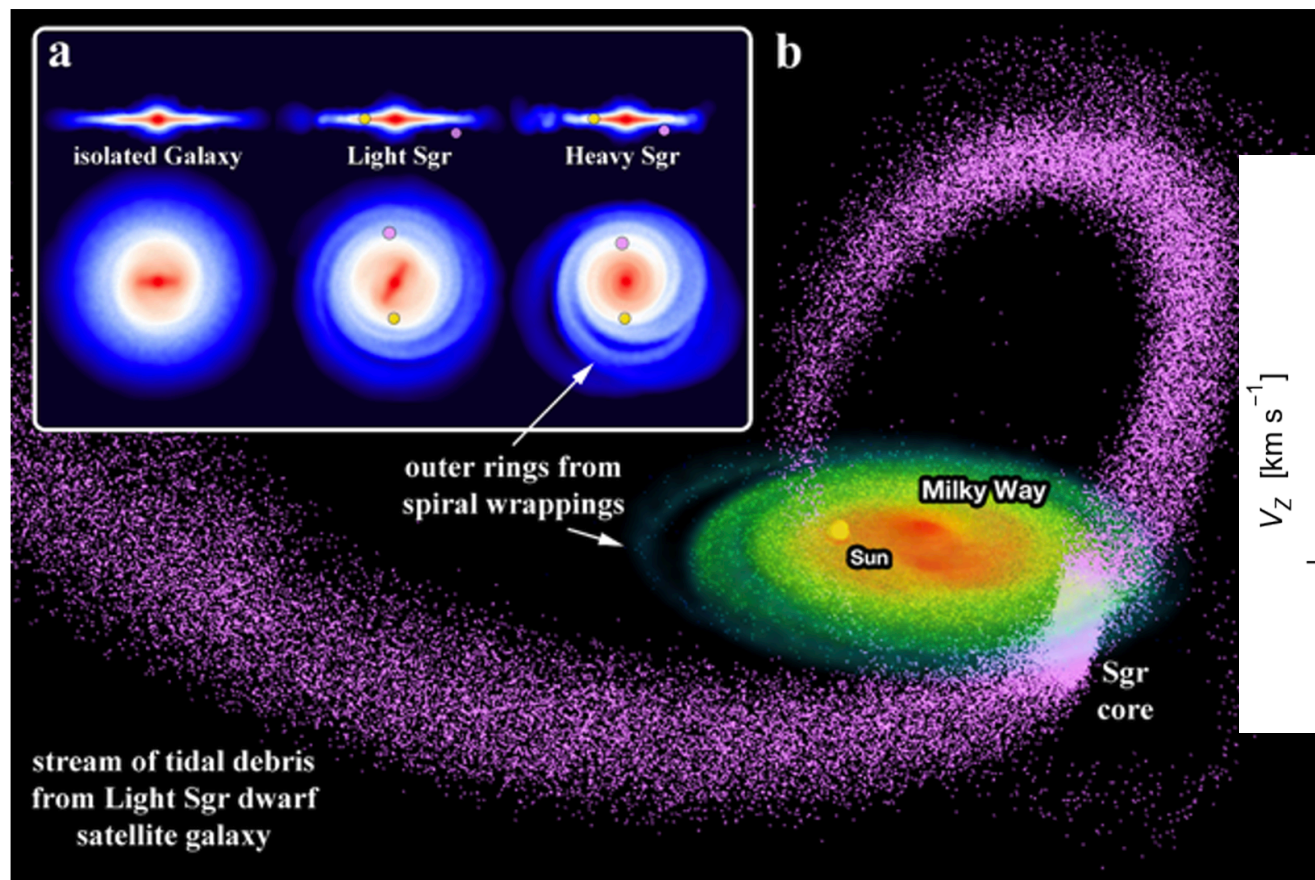 a
b
isolated Galaxy
Light Sgr
Heavy Sgr
outer rings from
spiral wrappings
Milky Way
Sun
Sgr
core
stream of tidal debris
from Light Sgr dwarf
satellite galaxy
V_Z [km s⁻¹]